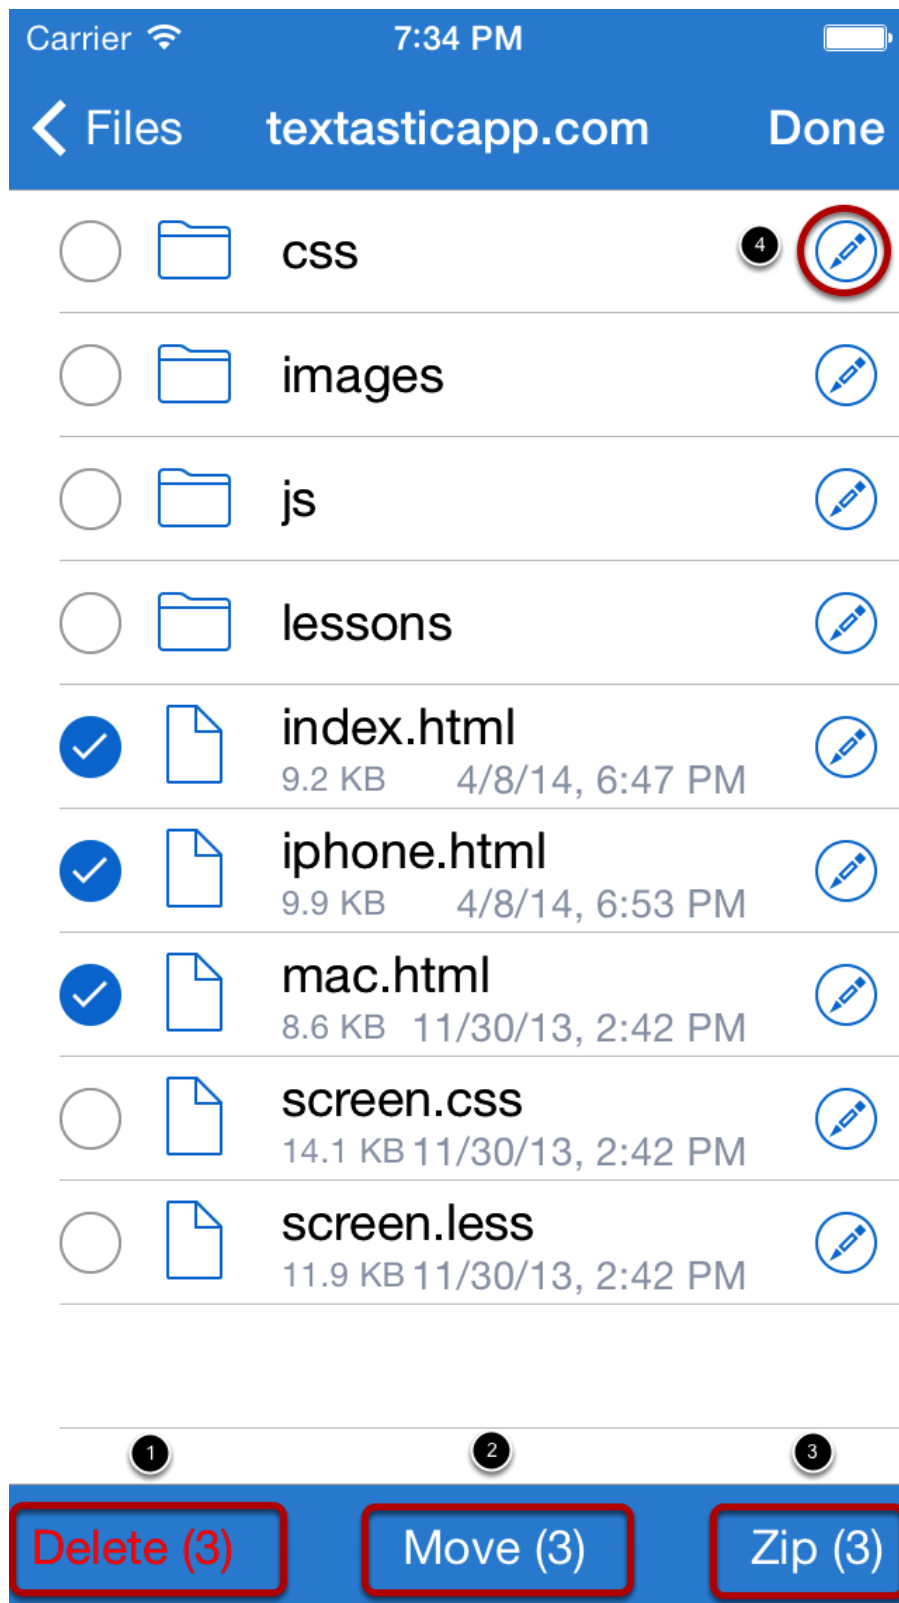 Carrier 7:34 PM
Files textasticapp.com Done
css 4
images
js
lessons
index.html
9.2 KB 4/8/14, 6:47 PM
iphone.html
9.9 KB 4/8/14, 6:53 PM
mac.html
8.6 KB 11/30/13, 2:42 PM
screen.css
14.1 KB 11/30/13, 2:42 PM
screen.less
11.9 KB 11/30/13, 2:42 PM
1 2 3
Delete (3) Move (3) Zip (3)